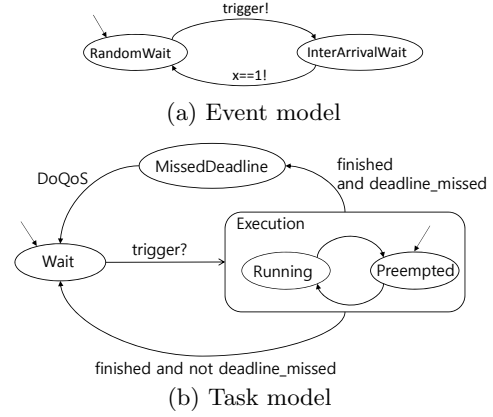 trigger!
RandomWait
InterArrivalWait
x==1!
(a) Event model
MissedDeadline
finished
and deadline_missed
DoQoS
Execution
Wait
trigger?
Running
Preempted
finished and not deadline_missed
(b) Task model